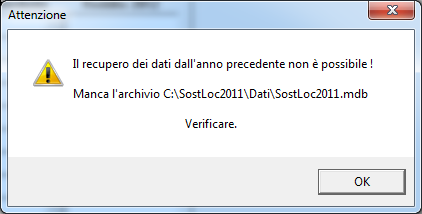 Attenzione
Il recupero dei dati dall'anno precedente non è possibile !
Manca l'archivio C:\SostLoc2011\Dati\SostLoc2011.mdb
Verificare.
OK